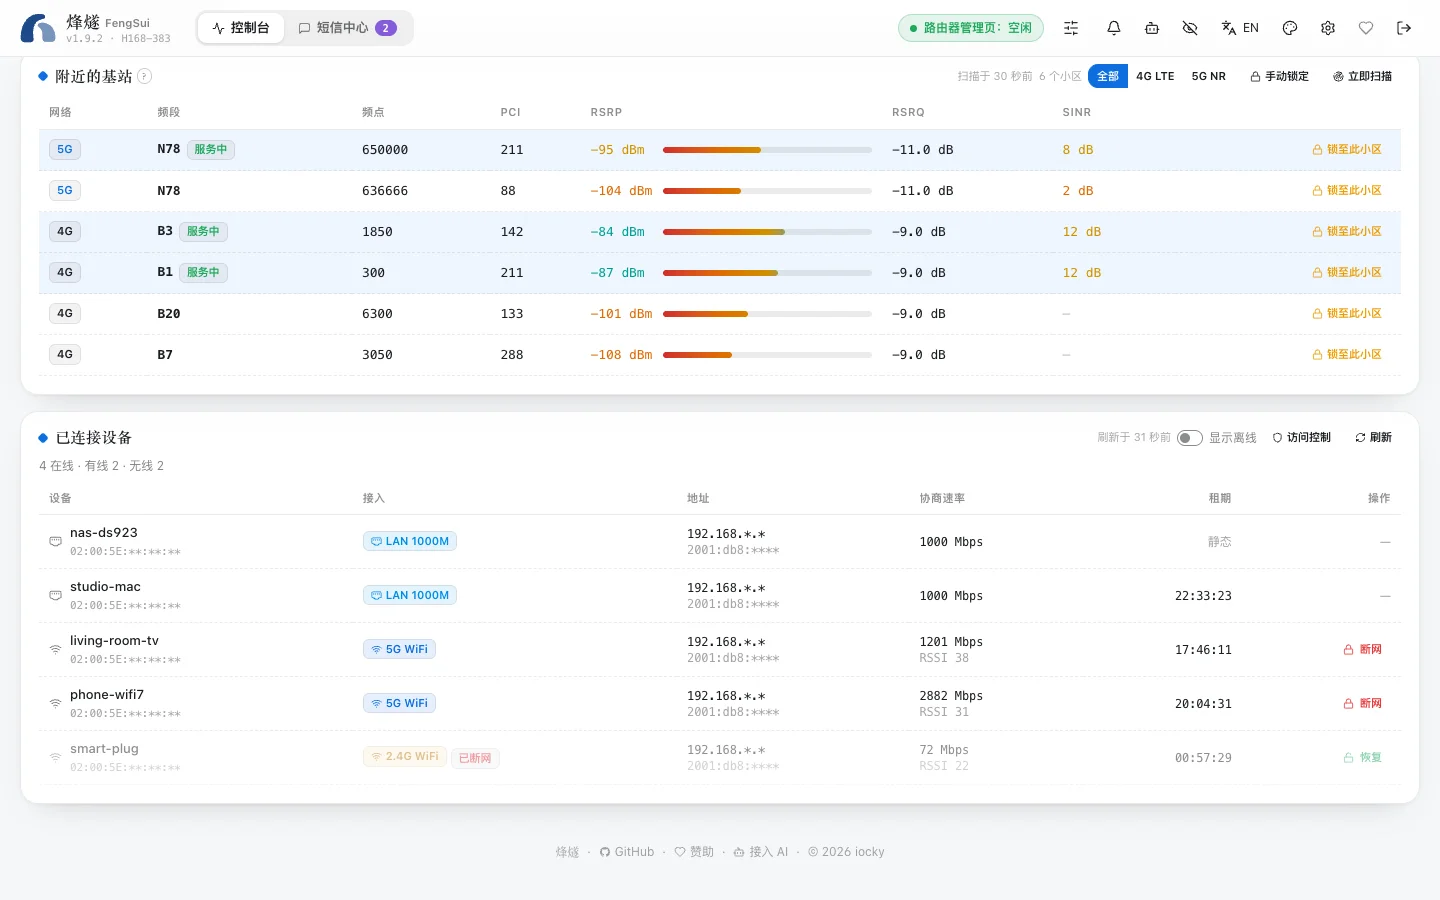 烽燧 FengSui
v1.9.2 · H168-383
控制台
短信中心 2
路由器管理页：空闲
EN
附近的基站 ?
扫描于 30 秒前 6 个小区 全部 4G LTE 5G NR 手动锁定 立即扫描
网络 频段 频点 PCI RSRP RSRQ SINR
5G N78 服务中 650000 211 −95 dBm −11.0 dB 8 dB 锁至此小区
5G N78 636666 88 −104 dBm −11.0 dB 2 dB 锁至此小区
4G B3 服务中 1850 142 −84 dBm −9.0 dB 12 dB 锁至此小区
4G B1 服务中 300 211 −87 dBm −9.0 dB 12 dB 锁至此小区
4G B20 6300 133 −101 dBm −9.0 dB — 锁至此小区
4G B7 3050 288 −108 dBm −9.0 dB — 锁至此小区
已连接设备
刷新于 31 秒前 显示离线 访问控制 刷新
4 在线 · 有线 2 · 无线 2
设备 接入 地址 协商速率 租期 操作
nas-ds923 LAN 1000M 192.168.*.* 1000 Mbps 静态 —
02:00:5E:**:**:** 2001:db8:****
studio-mac LAN 1000M 192.168.*.* 1000 Mbps 22:33:23 —
02:00:5E:**:**:** 2001:db8:****
living-room-tv 5G WiFi 192.168.*.* 1201 Mbps 17:46:11 断网
02:00:5E:**:**:** 2001:db8:**** RSSI 38
phone-wifi7 5G WiFi 192.168.*.* 2882 Mbps 20:04:31 断网
02:00:5E:**:**:** 2001:db8:**** RSSI 31
smart-plug 2.4G WiFi 已断网 192.168.*.* 72 Mbps 00:57:29 恢复
02:00:5E:**:**:** 2001:db8:**** RSSI 22
烽燧 · GitHub · 赞助 · 接入 AI · © 2026 iocky